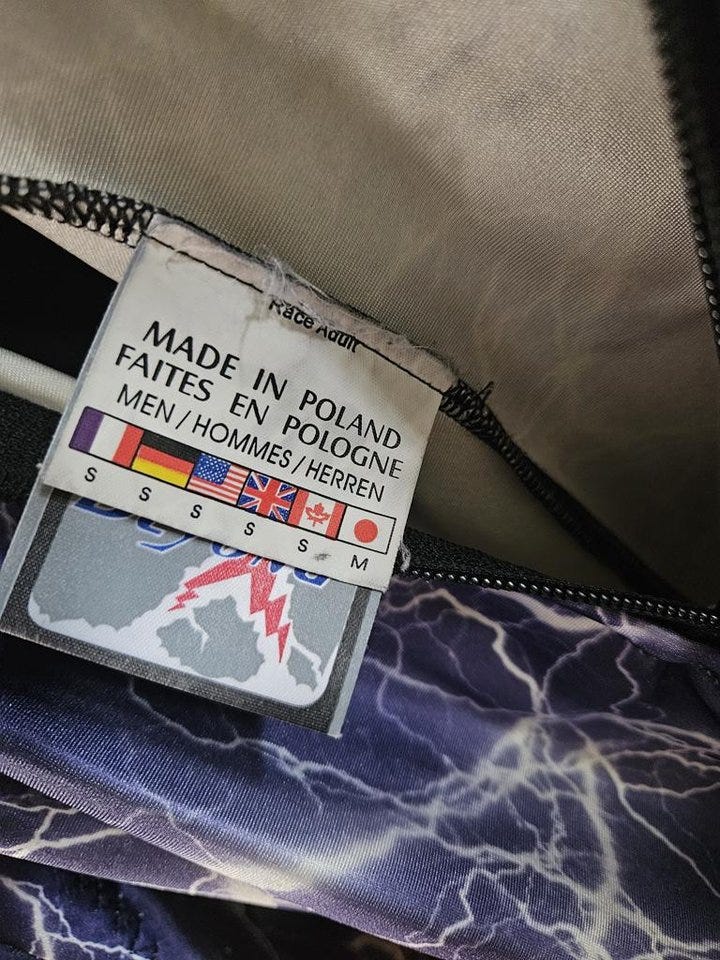 Race Adult
MADE IN POLAND
FAITES EN POLOGNE
MEN / HOMMES / HERREN
S S S S S M